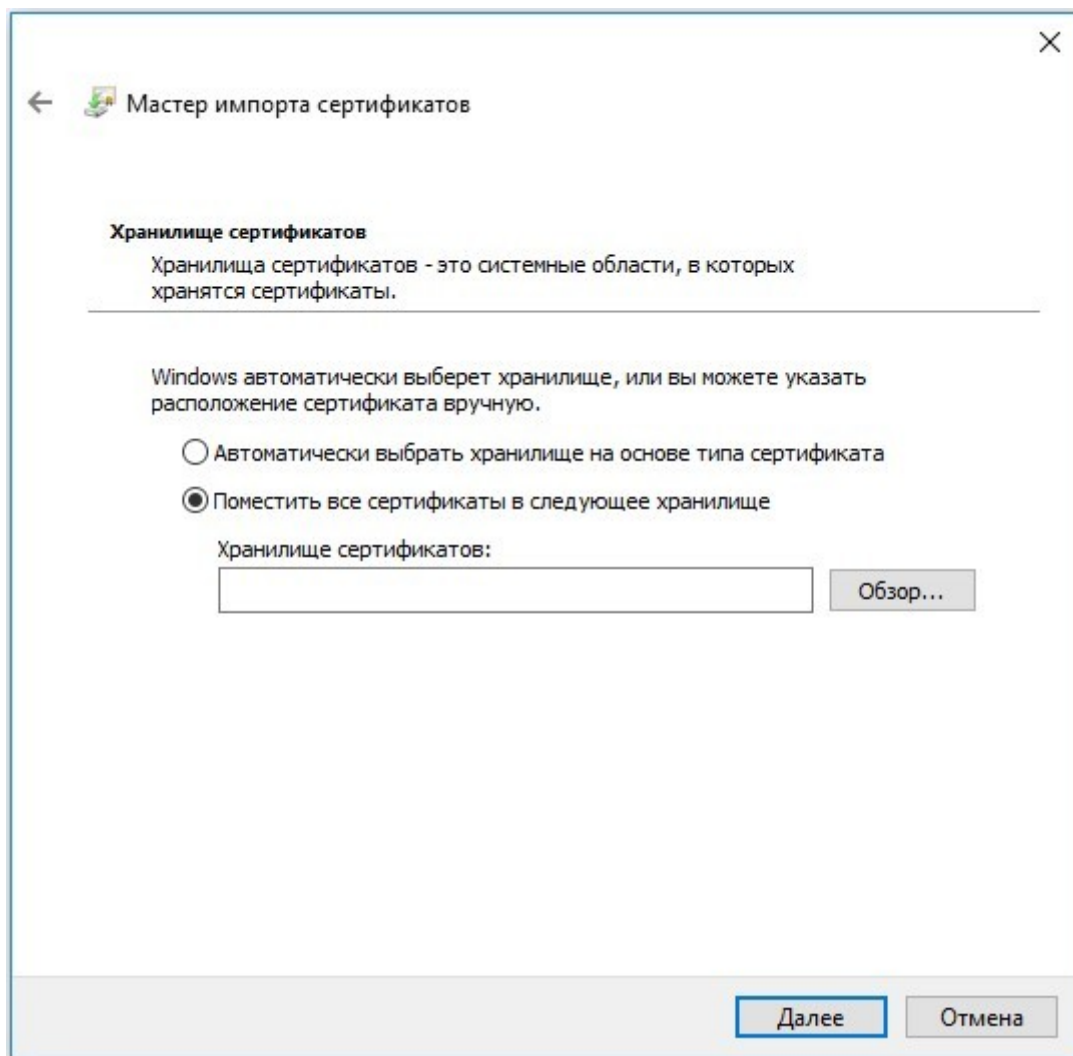 Мастер импорта сертификатов
Хранилище сертификатов
Хранилища сертификатов - это системные области, в которых
хранятся сертификаты.
Windows автоматически выберет хранилище, или вы можете указать
расположение сертификата вручную.
Автоматически выбрать хранилище на основе типа сертификата
Поместить все сертификаты в следующее хранилище
Хранилище сертификатов:
Обзор...
Далее
Отмена